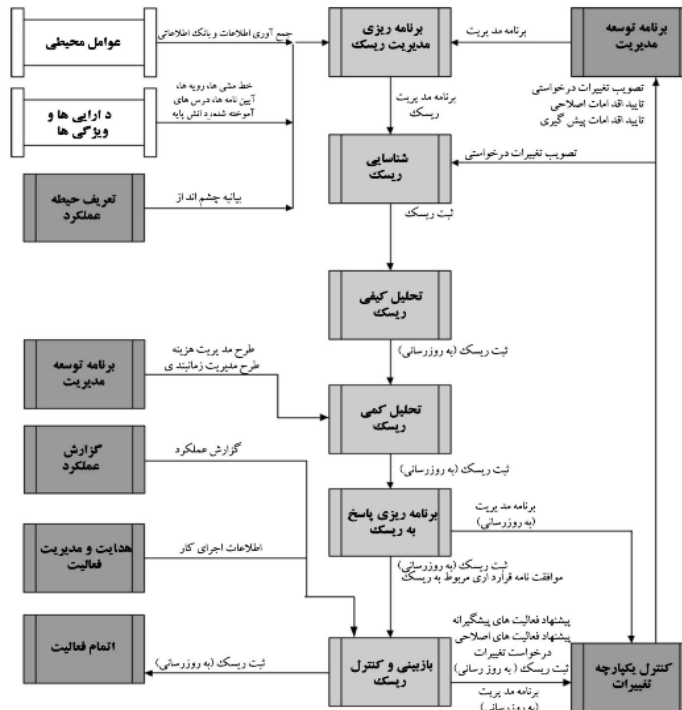 برنامه توسعه
مدیریت
برنامه مدیریت
برنامه ریزی
مدیریت ریسک
جمع آوری اطلاعات و بانک اطلاعاتی
عوامل محیطی
خط مشی ها، رویه ها،
آیین نامه ها، درس های
آموخته شده، دانش پایه
دارایی ها و
ویژگی ها
تصویب تغییرات درخواستی
تایید اقدامات اصلاحی
تایید اقدامات پیش گیری
برنامه مدیریت
ریسک
تصویب تغییرات درخواستی
شناسایی
ریسک
بیانیه چشم انداز
تعریف حیطه
عملکرد
ثبت ریسک
تحلیل کیفی
ریسک
ثبت ریسک (به روزرسانی)
طرح مدیریت هزینه
طرح مدیریت زمانبندی
برنامه توسعه
مدیریت
تحلیل کمی
ریسک
گزارش عملکرد
گزارش
عملکرد
ثبت ریسک (به روزرسانی)
برنامه ریزی پاسخ
به ریسک
برنامه مدیریت
(به روزرسانی)
اطلاعات اجرای کار
هدایت و مدیریت
فعالیت
ثبت ریسک (به روزرسانی)
موافقت نامه قرارداری مربوط به ریسک
پیشنهاد فعالیت های پیشگیرانه
پیشنهاد فعالیت های اصلاحی
درخواست تغییرات
ثبت ریسک (به روز رسانی)
برنامه مدیریت
(به روزرسانی)
کنترل یکپارچه
تغییرات
بازبینی و کنترل
ریسک
ثبت ریسک (به روزرسانی)
اتمام فعالیت